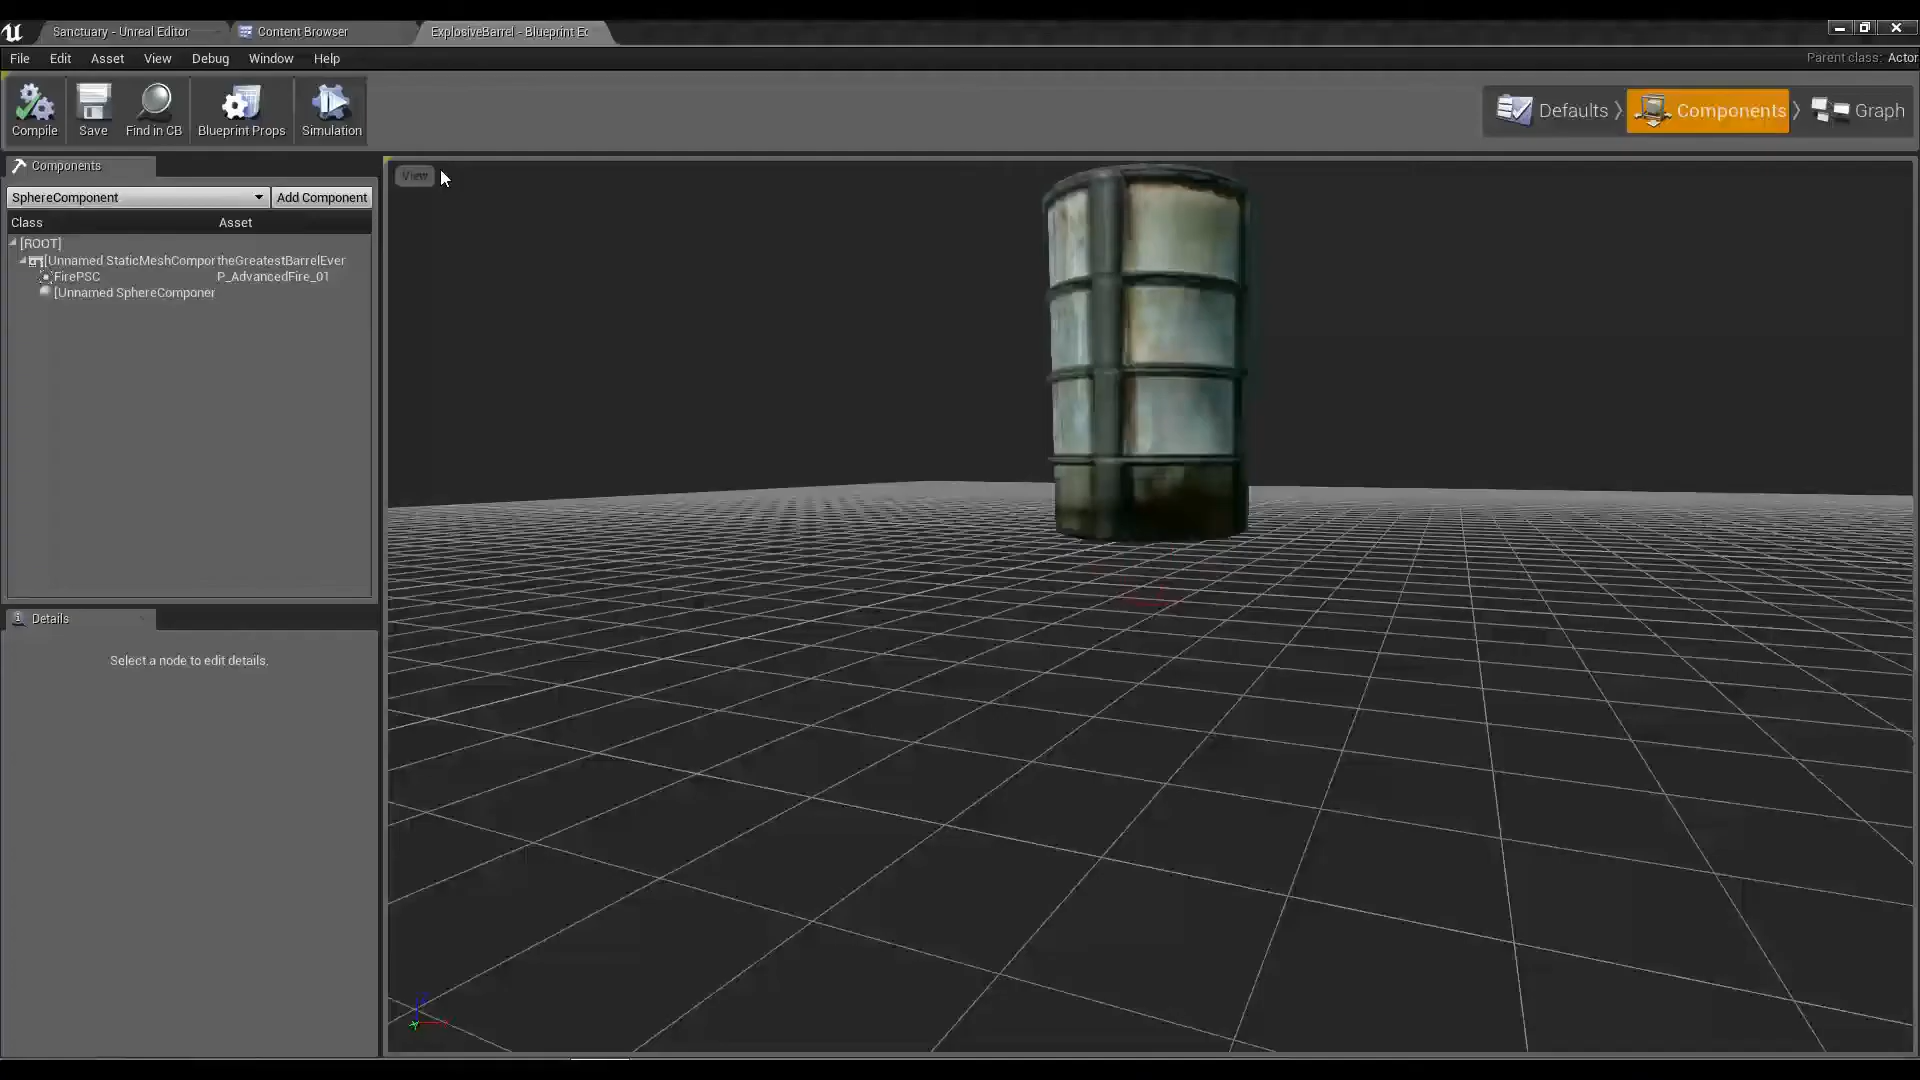 Sanctuary - Unreal Editor
Content Browser
ExplosiveBarrel - Blueprint Ec
File Edit Asset View Debug Window Help
Parent class: Actor
Compile Save Find in CB Blueprint Props Simulation
Defaults Components Graph
Components
View
SphereComponent Add Component
Class Asset
[ROOT]
[Unnamed StaticMeshCompor theGreatestBarrelEver
FirePSC P_AdvancedFire_01
[Unnamed SphereComponer
Details
Select a node to edit details.